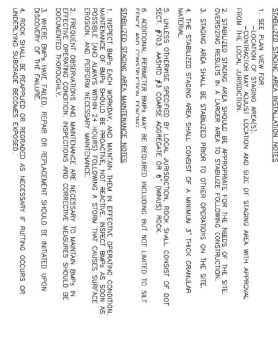 STABILIZED STAGING AREA INSTALLATION NOTES
1. SEE PLAN VIEW FOR
–LOCATION OF STAGING AREA(S).
–CONTRACTOR MAY ADJUST LOCATION AND SIZE OF STAGING AREA WITH APPROVAL
FROM THE
2. STABILIZED STAGING AREA SHOULD BE APPROPRIATE FOR THE NEEDS OF THE SITE.
OVERSIZING RESULTS IN A LARGER AREA TO STABILIZE FOLLOWING CONSTRUCTION.
3. STAGING AREA SHALL BE STABILIZED PRIOR TO OTHER OPERATIONS ON THE SITE.
4. THE STABILIZED STAGING AREA SHALL CONSIST OF A MINIMUM 3" THICK GRANULAR
MATERIAL.
5. UNLESS OTHERWISE SPECIFIED BY LOCAL JURISDICTION, ROCK SHALL CONSIST OF DOT
SECT. AASHTO #3 COARSE AGGREGATE OR 6" (MINUS) ROCK.
6. ADDITIONAL PERIMETER BMPs MAY BE REQUIRED INCLUDING BUT NOT LIMITED TO SILT
FENCE AND CONSTRUCTION FENCING.
STABILIZED STAGING AREA MAINTENANCE NOTES
1. INSPECT BMPs EACH WORKDAY, AND MAINTAIN THEM IN EFFECTIVE OPERATING CONDITION.
MAINTENANCE OF BMPs SHOULD BE PROACTIVE, NOT REACTIVE. INSPECT BMPs AS SOON AS
POSSIBLE (AND ALWAYS WITHIN 24 HOURS) FOLLOWING A STORM THAT CAUSES SURFACE
EROSION, AND PERFORM NECESSARY MAINTENANCE.
2. FREQUENT OBSERVATIONS AND MAINTENANCE ARE NECESSARY TO MAINTAIN BMPs IN
EFFECTIVE OPERATING CONDITION. INSPECTIONS AND CORRECTIVE MEASURES SHOULD BE
DOCUMENTED THOROUGHLY.
3. WHERE BMPs HAVE FAILED, REPAIR OR REPLACEMENT SHOULD BE INITIATED UPON
DISCOVERY OF THE FAILURE.
4. ROCK SHALL BE REAPPLIED OR REGRADED AS NECESSARY IF RUTTING OCCURS OR
UNDERLYING SUBGRADE BECOMES EXPOSED.